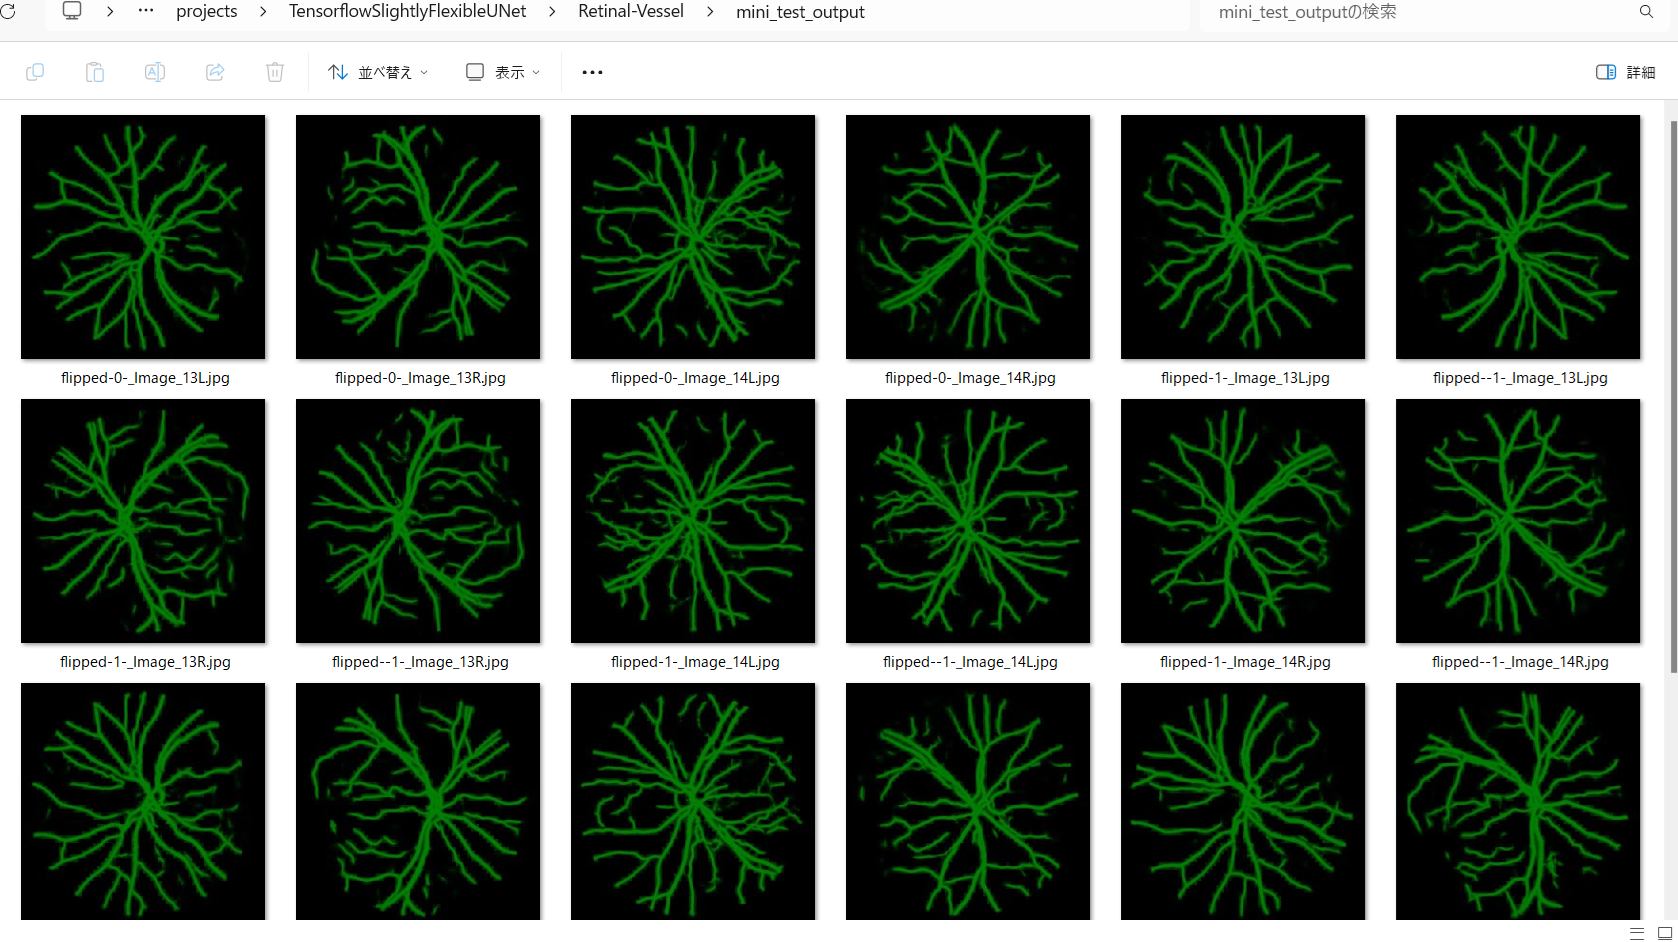 … projects TensorflowSlightlyFlexibleUNet Retinal-Vessel mini_test_output mini_test_outputの検索
並べ替え 表示 … 詳細
flipped-0-_Image_13L.jpg flipped-0-_Image_13R.jpg flipped-0-_Image_14L.jpg flipped-0-_Image_14R.jpg flipped-1-_Image_13L.jpg flipped--1-_Image_13L.jpg
flipped-1-_Image_13R.jpg flipped--1-_Image_13R.jpg flipped-1-_Image_14L.jpg flipped--1-_Image_14L.jpg flipped-1-_Image_14R.jpg flipped--1-_Image_14R.jpg